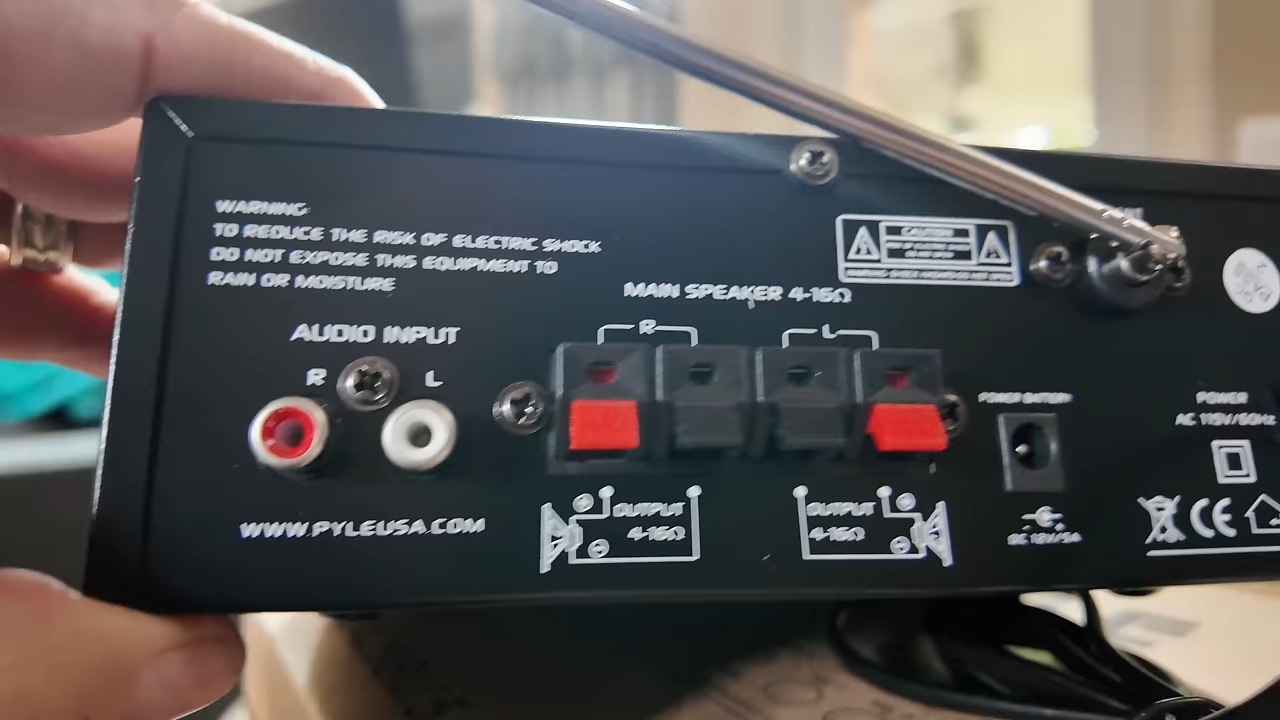 WARNING:
TO REDUCE THE RISK OF ELECTRIC SHOCK
DO NOT EXPOSE THIS EQUIPMENT TO
RAIN OR MOISTURE
CAUTION
MAIN SPEAKER 4-16Ω
R L
AUDIO INPUT
R L
POWER BATTERY
POWER
AC 115V/60Hz
OUTPUT
4-16Ω
OUTPUT
4-16Ω
WWW.PYLEUSA.COM
DC 12V/5A
CE